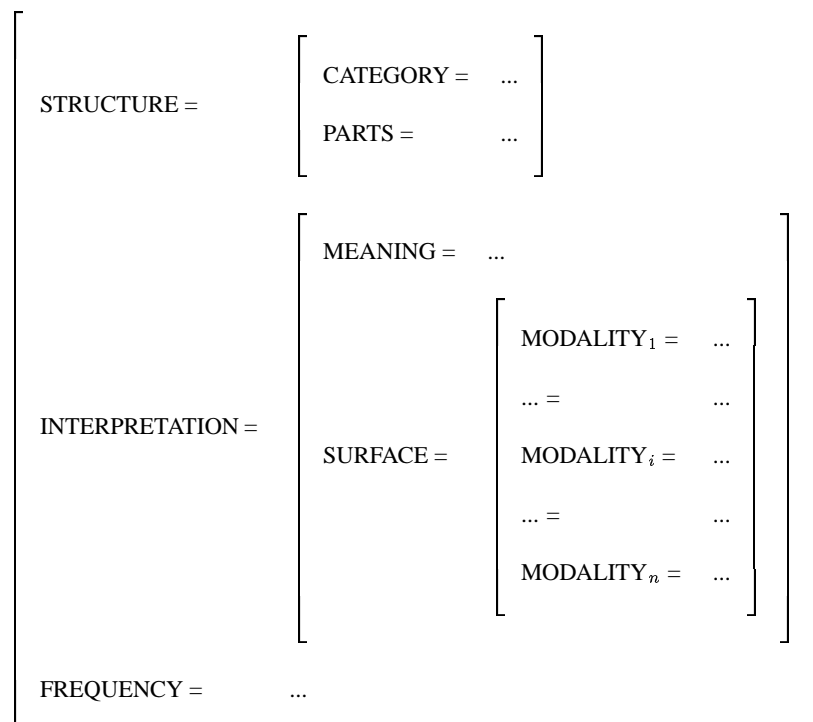 CATEGORY = ...
STRUCTURE =
PARTS = ...
MEANING = ...
MODALITY₁ = ...
... = ...
INTERPRETATION =
SURFACE = MODALITYᵢ = ...
... = ...
MODALITYₙ = ...
FREQUENCY = ...